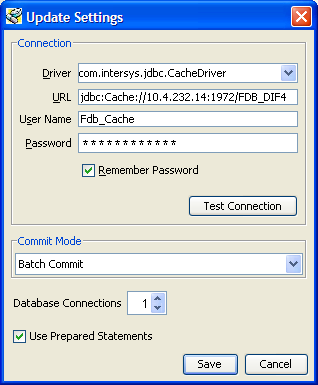 Update Settings
Connection
Driver com.intersys.jdbc.CacheDriver
URL jdbc:Cache://10.4.232.14:1972/FDB_DIF4
User Name Fdb_Cache
Password ************
Remember Password
Test Connection
Commit Mode
Batch Commit
Database Connections 1
Use Prepared Statements
Save Cancel